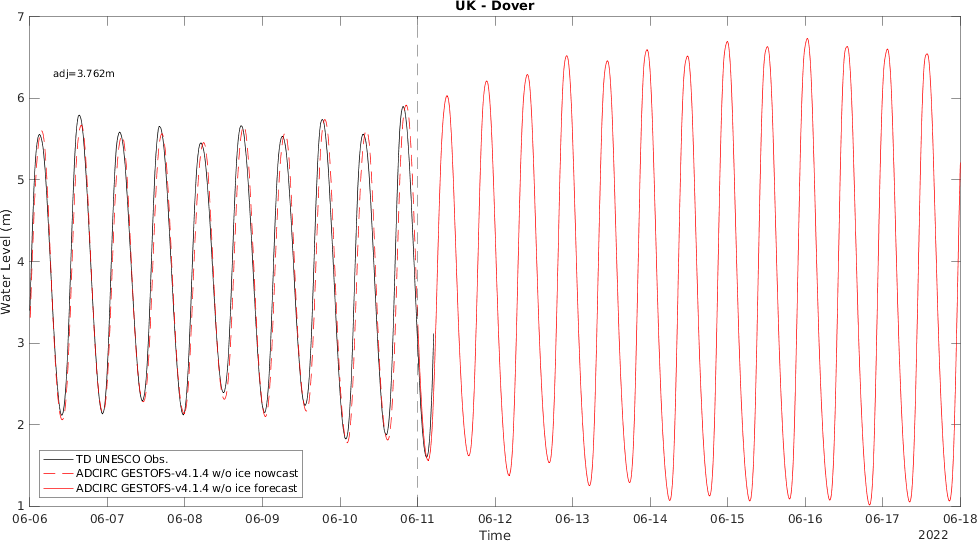 UK - Dover
adj=3.762m
Water Level (m)
7
6
5
4
3
2
1
TD UNESCO Obs.
ADCIRC GESTOFS-v4.1.4 w/o ice nowcast
ADCIRC GESTOFS-v4.1.4 w/o ice forecast
06-06 06-07 06-08 06-09 06-10 06-11 06-12 06-13 06-14 06-15 06-16 06-17 06-18
Time
2022